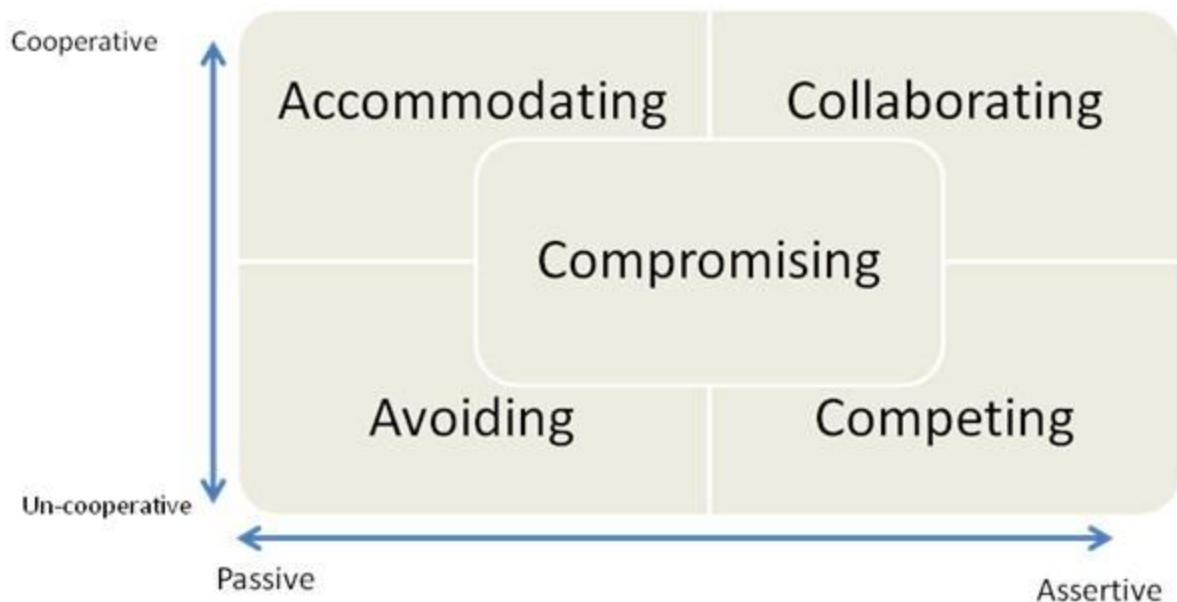 Cooperative
Accommodating
Collaborating
Compromising
Avoiding
Competing
Un-cooperative
Passive
Assertive